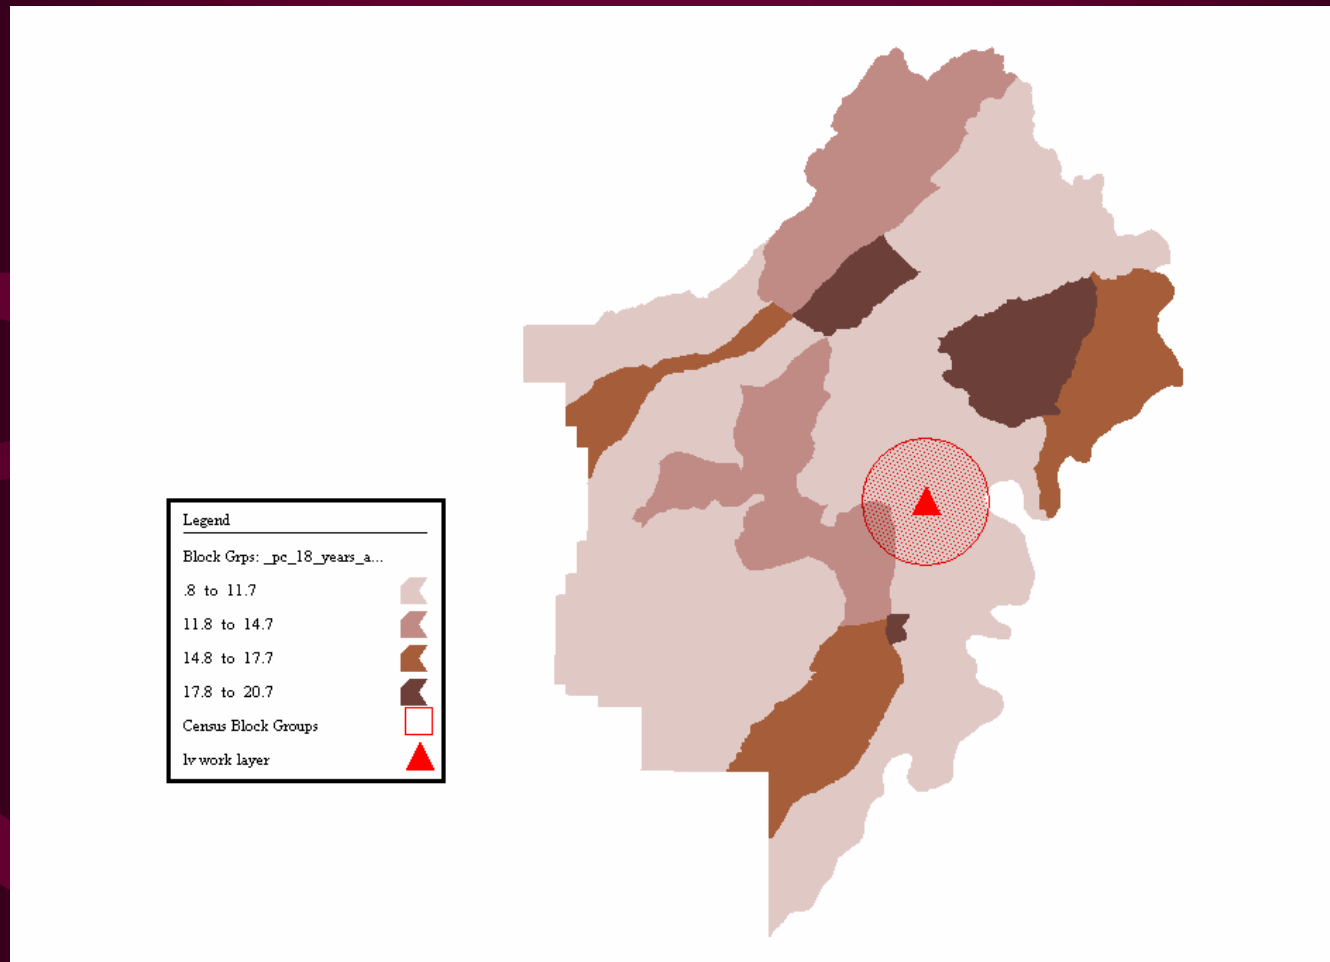 Legend
Block Grps: _pc_18_years_a...
.8 to 11.7
11.8 to 14.7
14.8 to 17.7
17.8 to 20.7
Census Block Groups
lv work layer